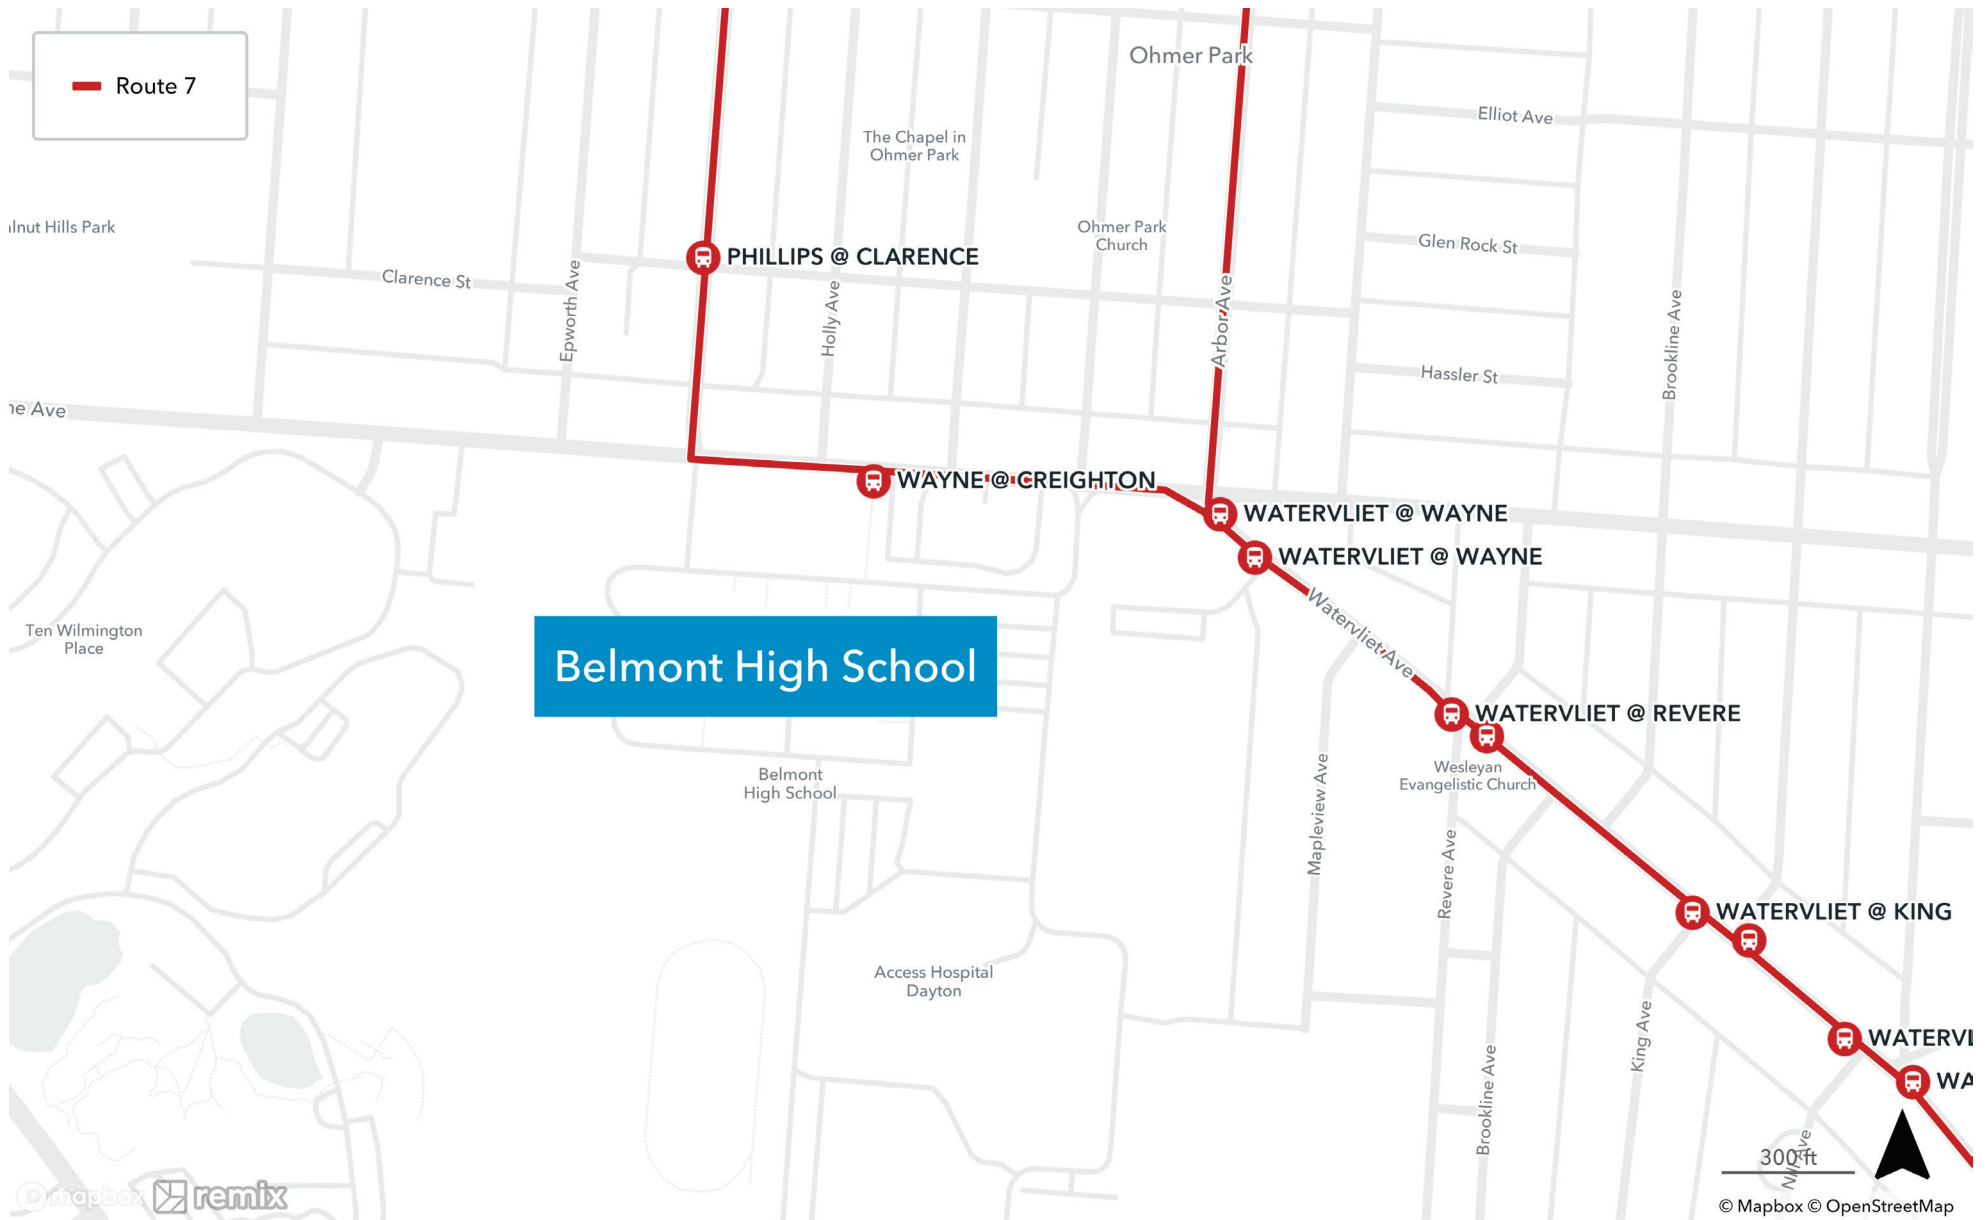 Route 7
Ohmer Park
Elliot Ave
The Chapel in
Ohmer Park
lnut Hills Park
Ohmer Park
Church
Glen Rock St
PHILLIPS @ CLARENCE
Clarence St
Epworth Ave
Holly Ave
Arbor Ave
Brookline Ave
Hassler St
ne Ave
WAYNE @ CREIGHTON
WATERVLIET @ WAYNE
WATERVLIET @ WAYNE
Watervliet Ave
Ten Wilmington
Place
Belmont High School
WATERVLIET @ REVERE
Belmont
High School
Wesleyan
Evangelistic Church
Mapleview Ave
Revere Ave
WATERVLIET @ KING
Access Hospital
Dayton
King Ave
WATERVL
Brookline Ave
WA
300 ft
mapbox
remix
© Mapbox © OpenStreetMap